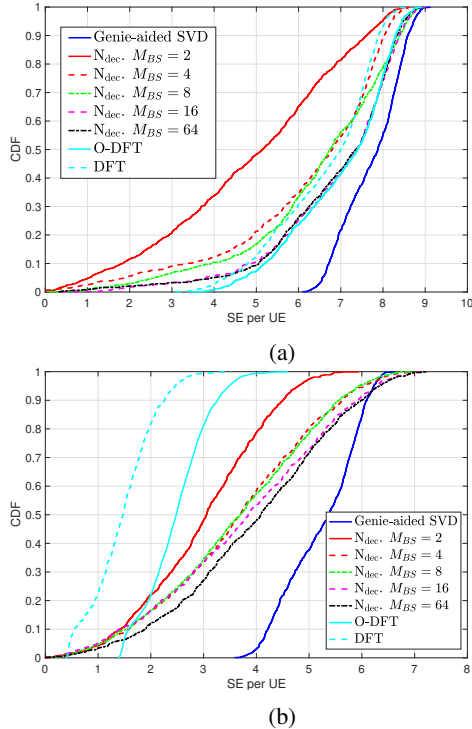 1
0.9
0.8
0.7
0.6
0.5
0.4
0.3
0.2
0.1
0
CDF
Genie-aided SVD
N_dec. M_BS = 2
N_dec. M_BS = 4
N_dec. M_BS = 8
N_dec. M_BS = 16
N_dec. M_BS = 64
O-DFT
DFT
0 1 2 3 4 5 6 7 8 9 10
SE per UE
(a)
1
0.9
0.8
0.7
0.6
0.5
0.4
0.3
0.2
0.1
0
CDF
Genie-aided SVD
N_dec. M_BS = 2
N_dec. M_BS = 4
N_dec. M_BS = 8
N_dec. M_BS = 16
N_dec. M_BS = 64
O-DFT
DFT
0 1 2 3 4 5 6 7 8
SE per UE
(b)